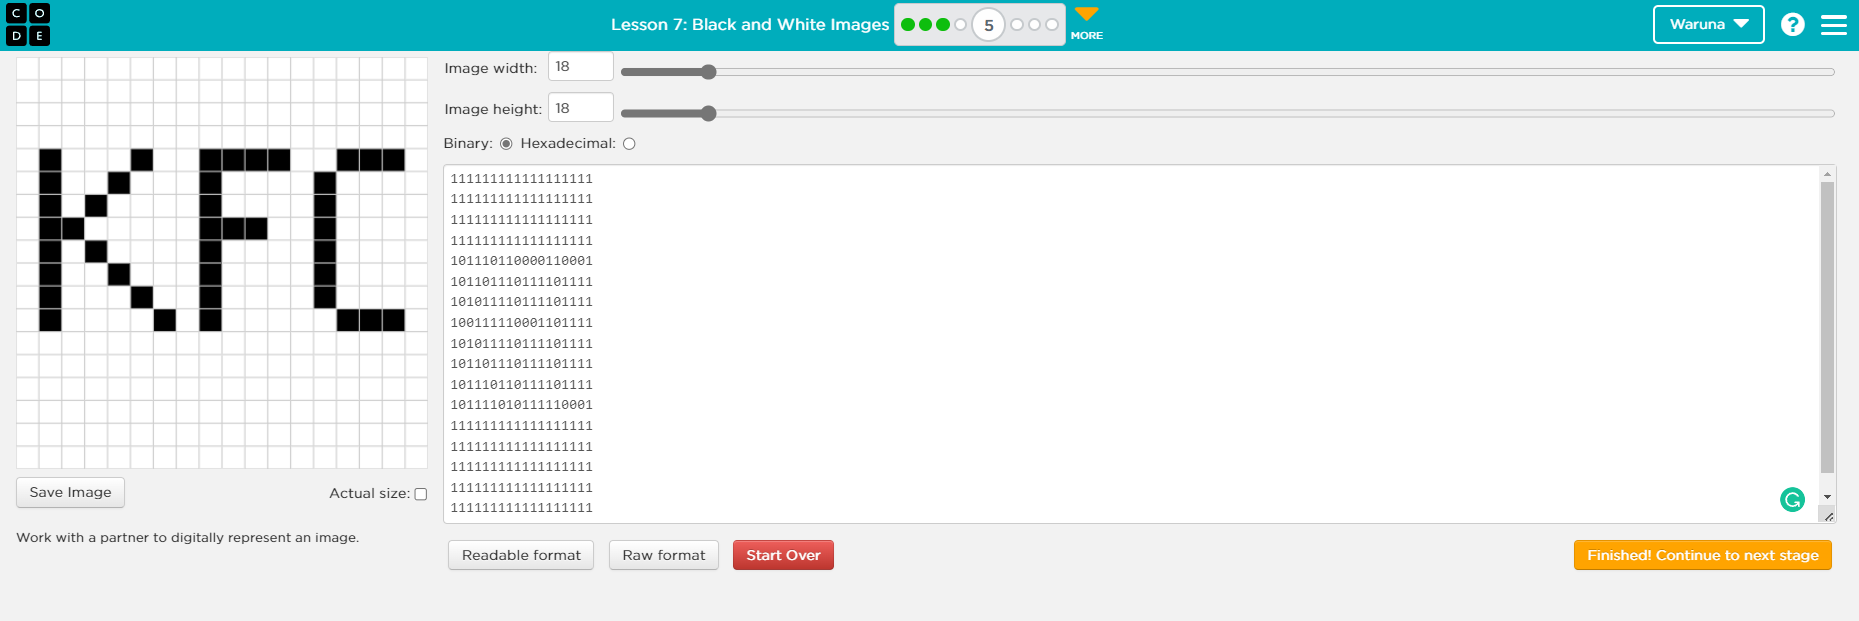 C O
D E
Lesson 7: Black and White Images
5
MORE
Waruna
?
Image width: 18
Image height: 18
Binary: Hexadecimal:
111111111111111111
111111111111111111
111111111111111111
111111111111111111
101110110000110001
101101110111101111
101011110111101111
100111110001101111
101011110111101111
101101110111101111
101110110111101111
101111010111110001
111111111111111111
111111111111111111
111111111111111111
111111111111111111
111111111111111111
KFC
Save Image
Actual size:
Work with a partner to digitally represent an image.
Readable format
Raw format
Start Over
Finished! Continue to next stage